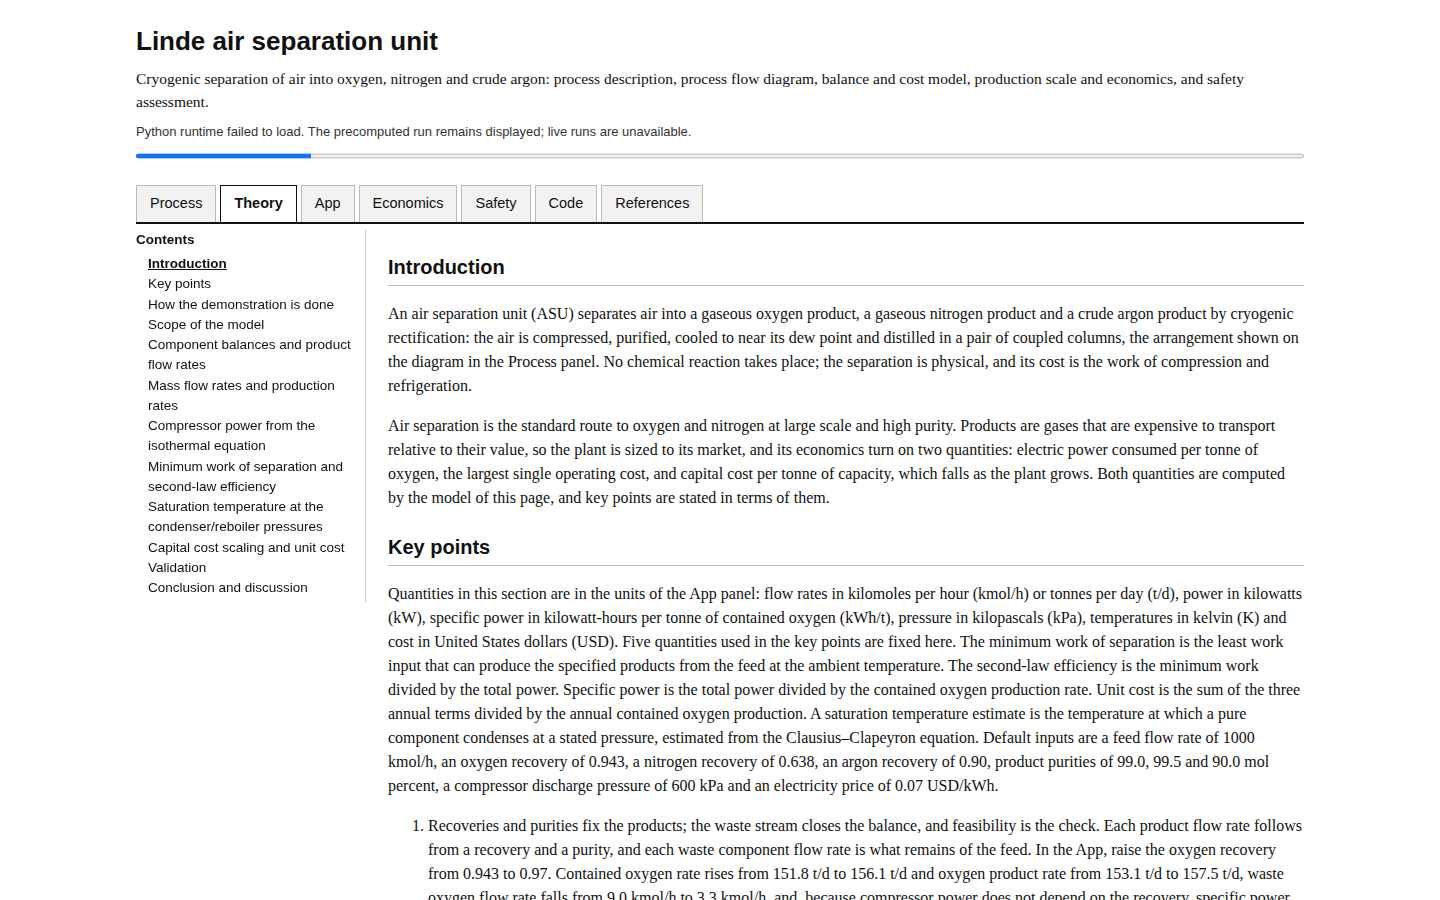 Linde air separation unit
Cryogenic separation of air into oxygen, nitrogen and crude argon: process description, process flow diagram, balance and cost model, production scale and economics, and safety
assessment.
Python runtime failed to load. The precomputed run remains displayed; live runs are unavailable.
Process
Theory
App
Economics
Safety
Code
References
Contents
Introduction
Key points
How the demonstration is done
Scope of the model
Component balances and product
flow rates
Mass flow rates and production
rates
Compressor power from the
isothermal equation
Minimum work of separation and
second-law efficiency
Saturation temperature at the
condenser/reboiler pressures
Capital cost scaling and unit cost
Validation
Conclusion and discussion
Introduction
An air separation unit (ASU) separates air into a gaseous oxygen product, a gaseous nitrogen product and a crude argon product by cryogenic
rectification: the air is compressed, purified, cooled to near its dew point and distilled in a pair of coupled columns, the arrangement shown on
the diagram in the Process panel. No chemical reaction takes place; the separation is physical, and its cost is the work of compression and
refrigeration.
Air separation is the standard route to oxygen and nitrogen at large scale and high purity. Products are gases that are expensive to transport
relative to their value, so the plant is sized to its market, and its economics turn on two quantities: electric power consumed per tonne of
oxygen, the largest single operating cost, and capital cost per tonne of capacity, which falls as the plant grows. Both quantities are computed
by the model of this page, and key points are stated in terms of them.
Key points
Quantities in this section are in the units of the App panel: flow rates in kilomoles per hour (kmol/h) or tonnes per day (t/d), power in kilowatts
(kW), specific power in kilowatt-hours per tonne of contained oxygen (kWh/t), pressure in kilopascals (kPa), temperatures in kelvin (K) and
cost in United States dollars (USD). Five quantities used in the key points are fixed here. The minimum work of separation is the least work
input that can produce the specified products from the feed at the ambient temperature. The second-law efficiency is the minimum work
divided by the total power. Specific power is the total power divided by the contained oxygen production rate. Unit cost is the sum of the three
annual terms divided by the annual contained oxygen production. A saturation temperature estimate is the temperature at which a pure
component condenses at a stated pressure, estimated from the Clausius–Clapeyron equation. Default inputs are a feed flow rate of 1000
kmol/h, an oxygen recovery of 0.943, a nitrogen recovery of 0.638, an argon recovery of 0.90, product purities of 99.0, 99.5 and 90.0 mol
percent, a compressor discharge pressure of 600 kPa and an electricity price of 0.07 USD/kWh.
1. Recoveries and purities fix the products; the waste stream closes the balance, and feasibility is the check. Each product flow rate follows
from a recovery and a purity, and each waste component flow rate is what remains of the feed. In the App, raise the oxygen recovery
from 0.943 to 0.97. Contained oxygen rate rises from 151.8 t/d to 156.1 t/d and oxygen product rate from 153.1 t/d to 157.5 t/d, waste
oxygen flow rate falls from 9.0 kmol/h to 3.3 kmol/h, and, because compressor power does not depend on the recovery, specific power